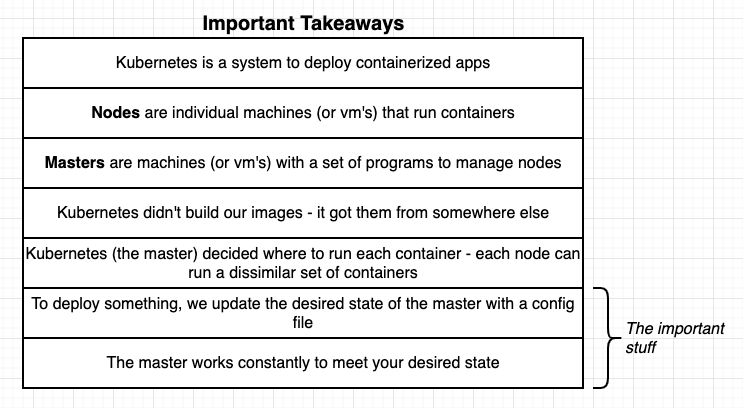 Important Takeaways
Kubernetes is a system to deploy containerized apps
Nodes are individual machines (or vm's) that run containers
Masters are machines (or vm's) with a set of programs to manage nodes
Kubernetes didn't build our images - it got them from somewhere else
Kubernetes (the master) decided where to run each container - each node can
run a dissimilar set of containers
To deploy something, we update the desired state of the master with a config
file
The master works constantly to meet your desired state
The important
stuff